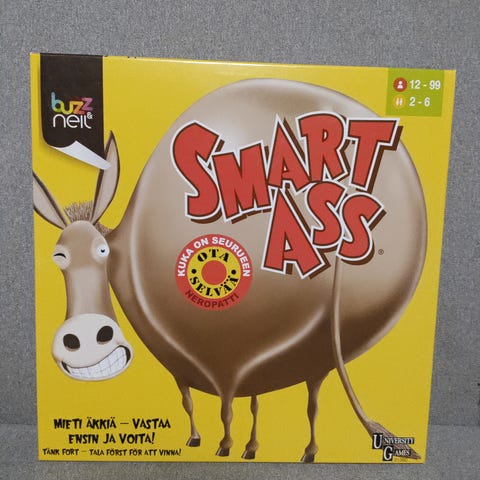 buzz
& neil
12 - 99
2 - 6
SMART
ASS®
KUKA ON SEURUEEN
OTA
SELVÄÄ
NEROPATTI
MIETI ÄKKIÄ – VASTAA
ENSIN JA VOITA!
TÄNK FORT – TALA FÖRST FÖR ATT VINNA!
UNIVERSITY
GAMES